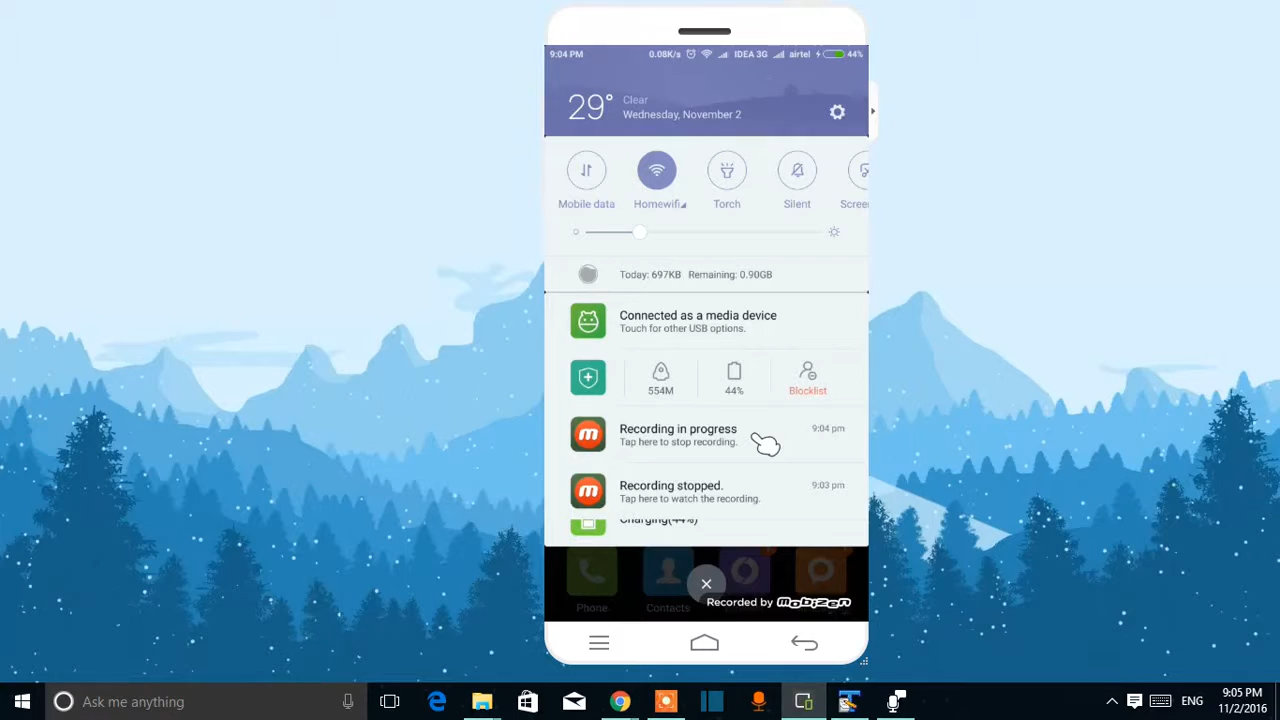 9:04 PM 0.08K/s IDEA 3G airtel 44%
29° Clear
Wednesday, November 2
Mobile data Homewifi Torch Silent Screen
Today: 697KB Remaining: 0.90GB
Connected as a media device
Touch for other USB options.
554M 44% Blocklist
Recording in progress 9:04 pm
Tap here to stop recording.
Recording stopped. 9:03 pm
Tap here to watch the recording.
Charging(44%)
Phone Contacts
Recorded by mobizen
Ask me anything ENG 9:05 PM
11/2/2016